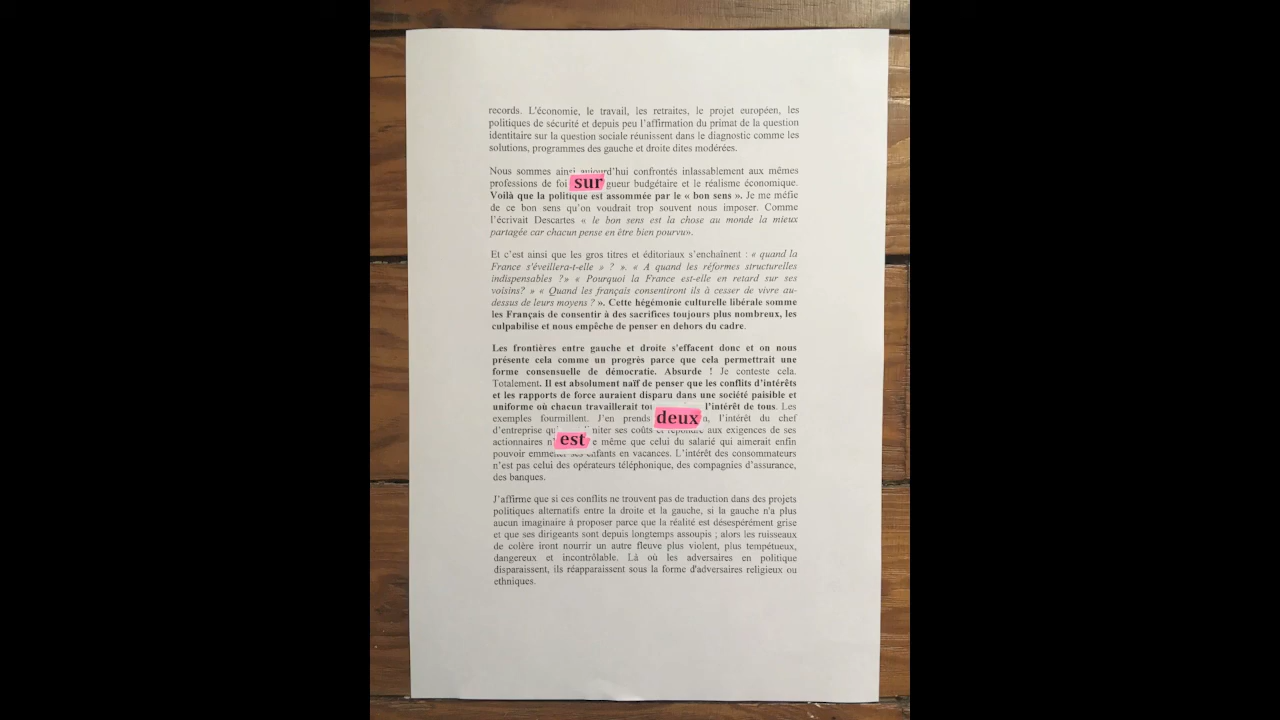 records. L'économie, le travail, les retraites, le projet européen, les
politiques de sécurité et depuis peu l'affirmation du primat de la question
identitaire sur la question sociale réunissent dans le diagnostic comme les
solutions, programmes des gauche et droite dites modérées.
Nous sommes ainsi aujourd'hui confrontés inlassablement aux mêmes
professions de foi sur gueur budgétaire et le réalisme économique.
Voilà que la politique est assommée par le « bon sens ». Je me méfie
de ce bon sens qu'on voudrait trop souvent nous imposer. Comme
l'écrivait Descartes « le bon sens est la chose au monde la mieux
partagée car chacun pense en être bien pourvu».
Et c'est ainsi que les gros titres et éditoriaux s'enchaînent : « quand la
France s'éveillera-t-elle » ? ». « A quand les réformes structurelles
indispensables ?» « Pourquoi la France est-elle en retard sur ses
voisins? » « Quand les français consentiront ils à cesser de vivre au-
dessus de leurs moyens ? ». Cette hégémonie culturelle libérale somme
les Français de consentir à des sacrifices toujours plus nombreux, les
culpabilise et nous empêche de penser en dehors du cadre.
Les frontières entre gauche et droite s'effacent donc et on nous
présente cela comme un progrès parce que cela permettrait une
forme consensuelle de démocratie. Absurde ! Je conteste cela.
Totalement. Il est absolument naïf de penser que les conflits d'intérêts
et les rapports de force auraient disparu dans une société paisible et
uniforme où chacun travaillerait l'intérêt de tous. Les
exemples fourmillent. J'en prends deux l'intérêt du chef
d'entreprise niter ses coûts et répondre aux exigences de ses
actionnaires est même que celui du salarié qui aimerait enfin
pouvoir emmener ses enfants en vacances. L'intérêt des consommateurs
n'est pas celui des opérateurs téléphonique, des compagnies d'assurance,
des banques.
J'affirme que si ces conflits ne trouvent pas de traduction dans des projets
politiques alternatifs entre la droite et la gauche, si la gauche n'a plus
aucun imaginaire à proposer parce que la réalité est désespérément grise
et que ses dirigeants sont depuis longtemps assoupis ; alors les ruisseaux
de colère iront nourrir un autre fleuve plus violent, plus tempétueux,
dangereux et incontrôlable. Là où les adversaires en politique
disparaissent, ils réapparaissent sous la forme d'adversaires religieux ou
ethniques.